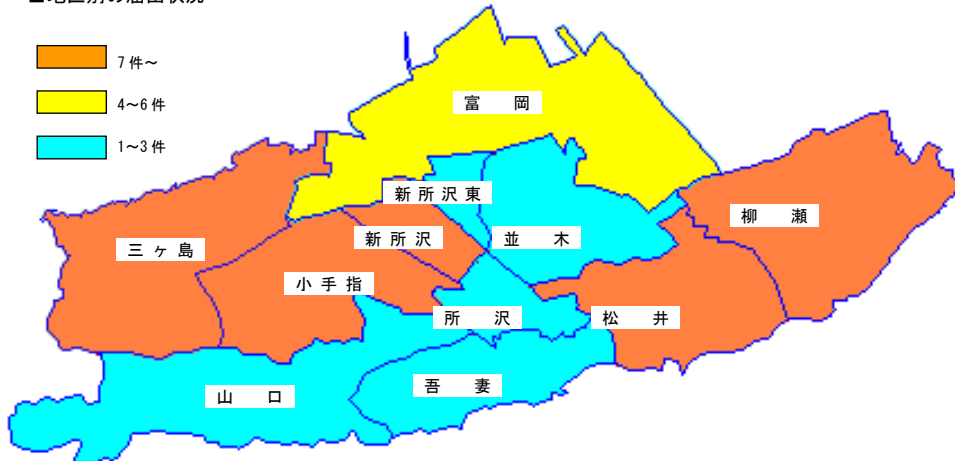 7件～
4～6件
1～3件
富 岡
新所沢東
柳 瀬
新所沢
並 木
三ヶ島
小手指
所 沢
松 井
山 口
吾 妻